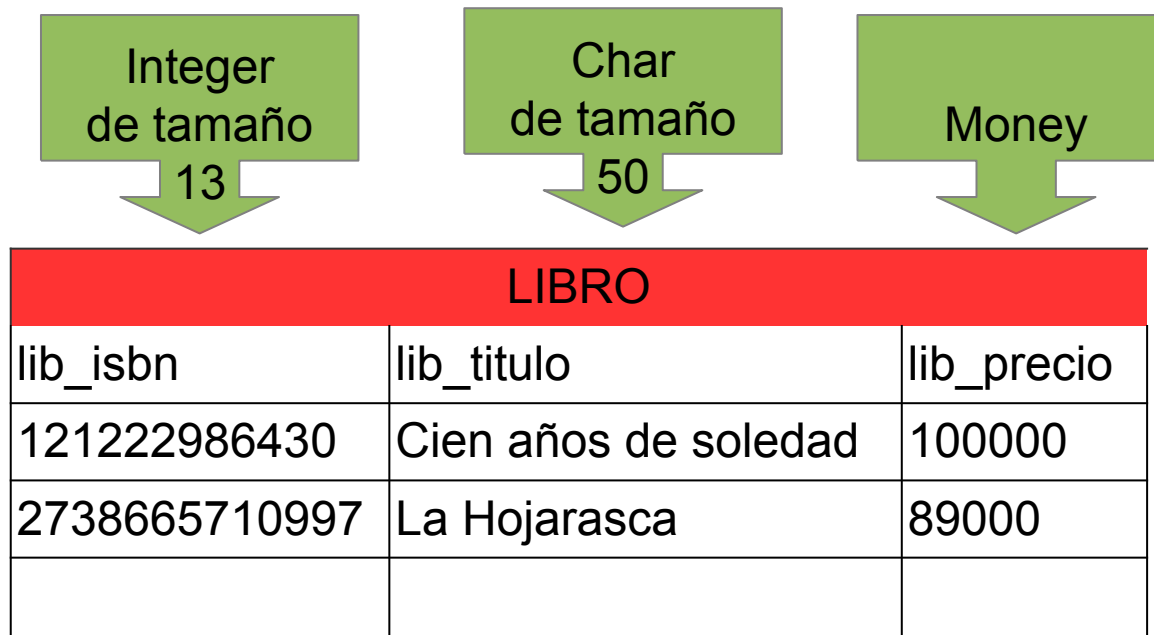 Integer
de tamaño
13
Char
de tamaño
50
Money
LIBRO
lib_isbn lib_titulo lib_precio
121222986430 Cien años de soledad 100000
2738665710997 La Hojarasca 89000